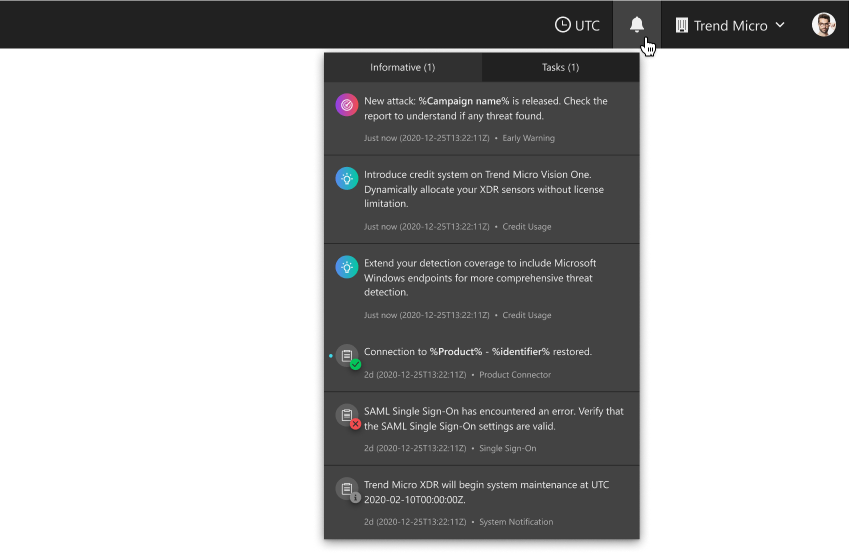 UTC
Trend Micro
Informative (1)
Tasks (1)
New attack: %Campaign name% is released. Check the
report to understand if any threat found.
Just now (2020-12-25T13:22:11Z) • Early Warning
Introduce credit system on Trend Micro Vision One.
Dynamically allocate your XDR sensors without license
limitation.
Just now (2020-12-25T13:22:11Z) • Credit Usage
Extend your detection coverage to include Microsoft
Windows endpoints for more comprehensive threat
detection.
Just now (2020-12-25T13:22:11Z) • Credit Usage
Connection to %Product% - %identifier% restored.
2d (2020-12-25T13:22:11Z) • Product Connector
SAML Single Sign-On has encountered an error. Verify that
the SAML Single Sign-On settings are valid.
2d (2020-12-25T13:22:11Z) • Single Sign-On
Trend Micro XDR will begin system maintenance at UTC
2020-02-10T00:00:00Z.
2d (2020-12-25T13:22:11Z) • System Notification